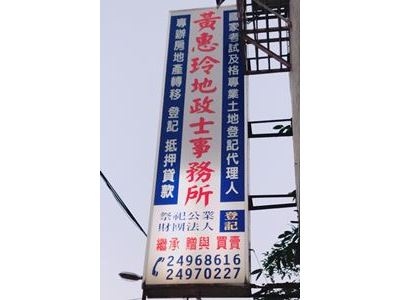 國家考試及格專業土地登記代理人
黃惠玲地政士事務所
專辦房地產轉移 登記 抵押貸款
祭祀公業
財團法人
登記
繼承 贈與 買賣
24968616
24970227